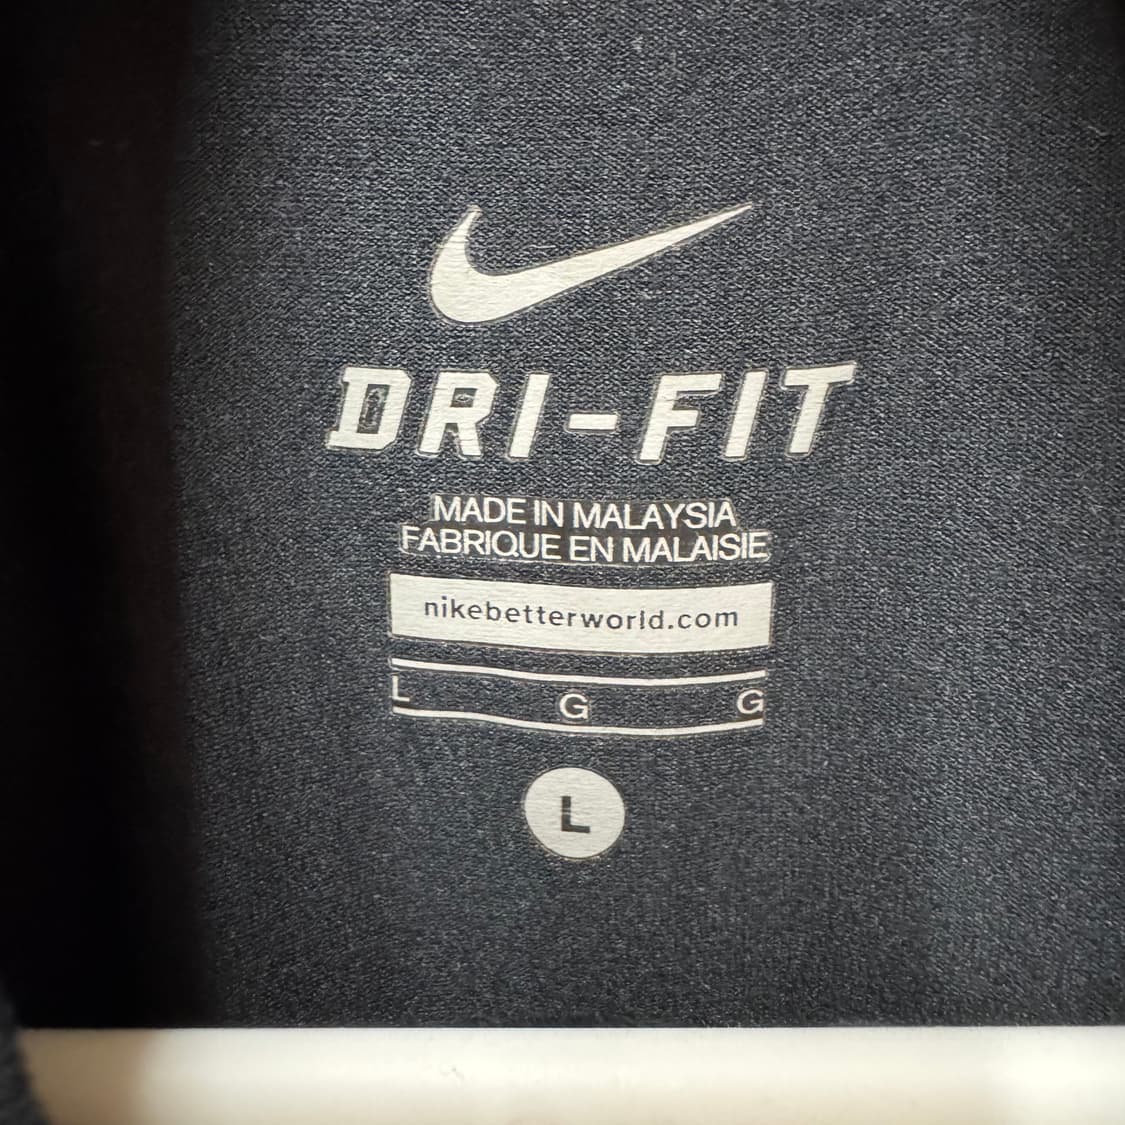 DRI-FIT
MADE IN MALAYSIA
FABRIQUE EN MALAISIE
nikebetterworld.com
L G G
L